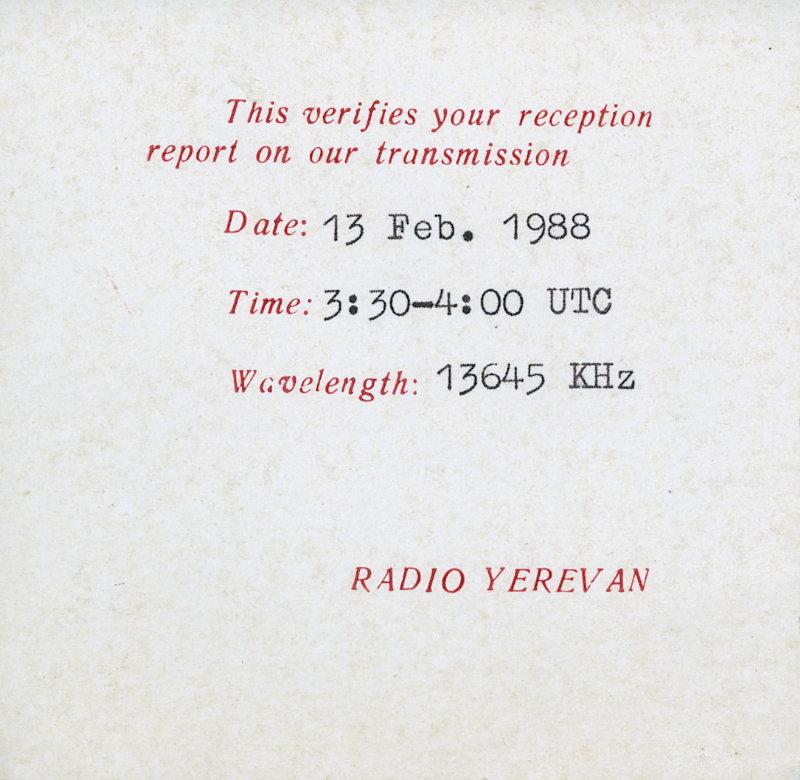 This verifies your reception
report on our transmission
Date: 13 Feb. 1988
Time: 3:30-4:00 UTC
Wavelength: 13645 KHz
RADIO YEREVAN